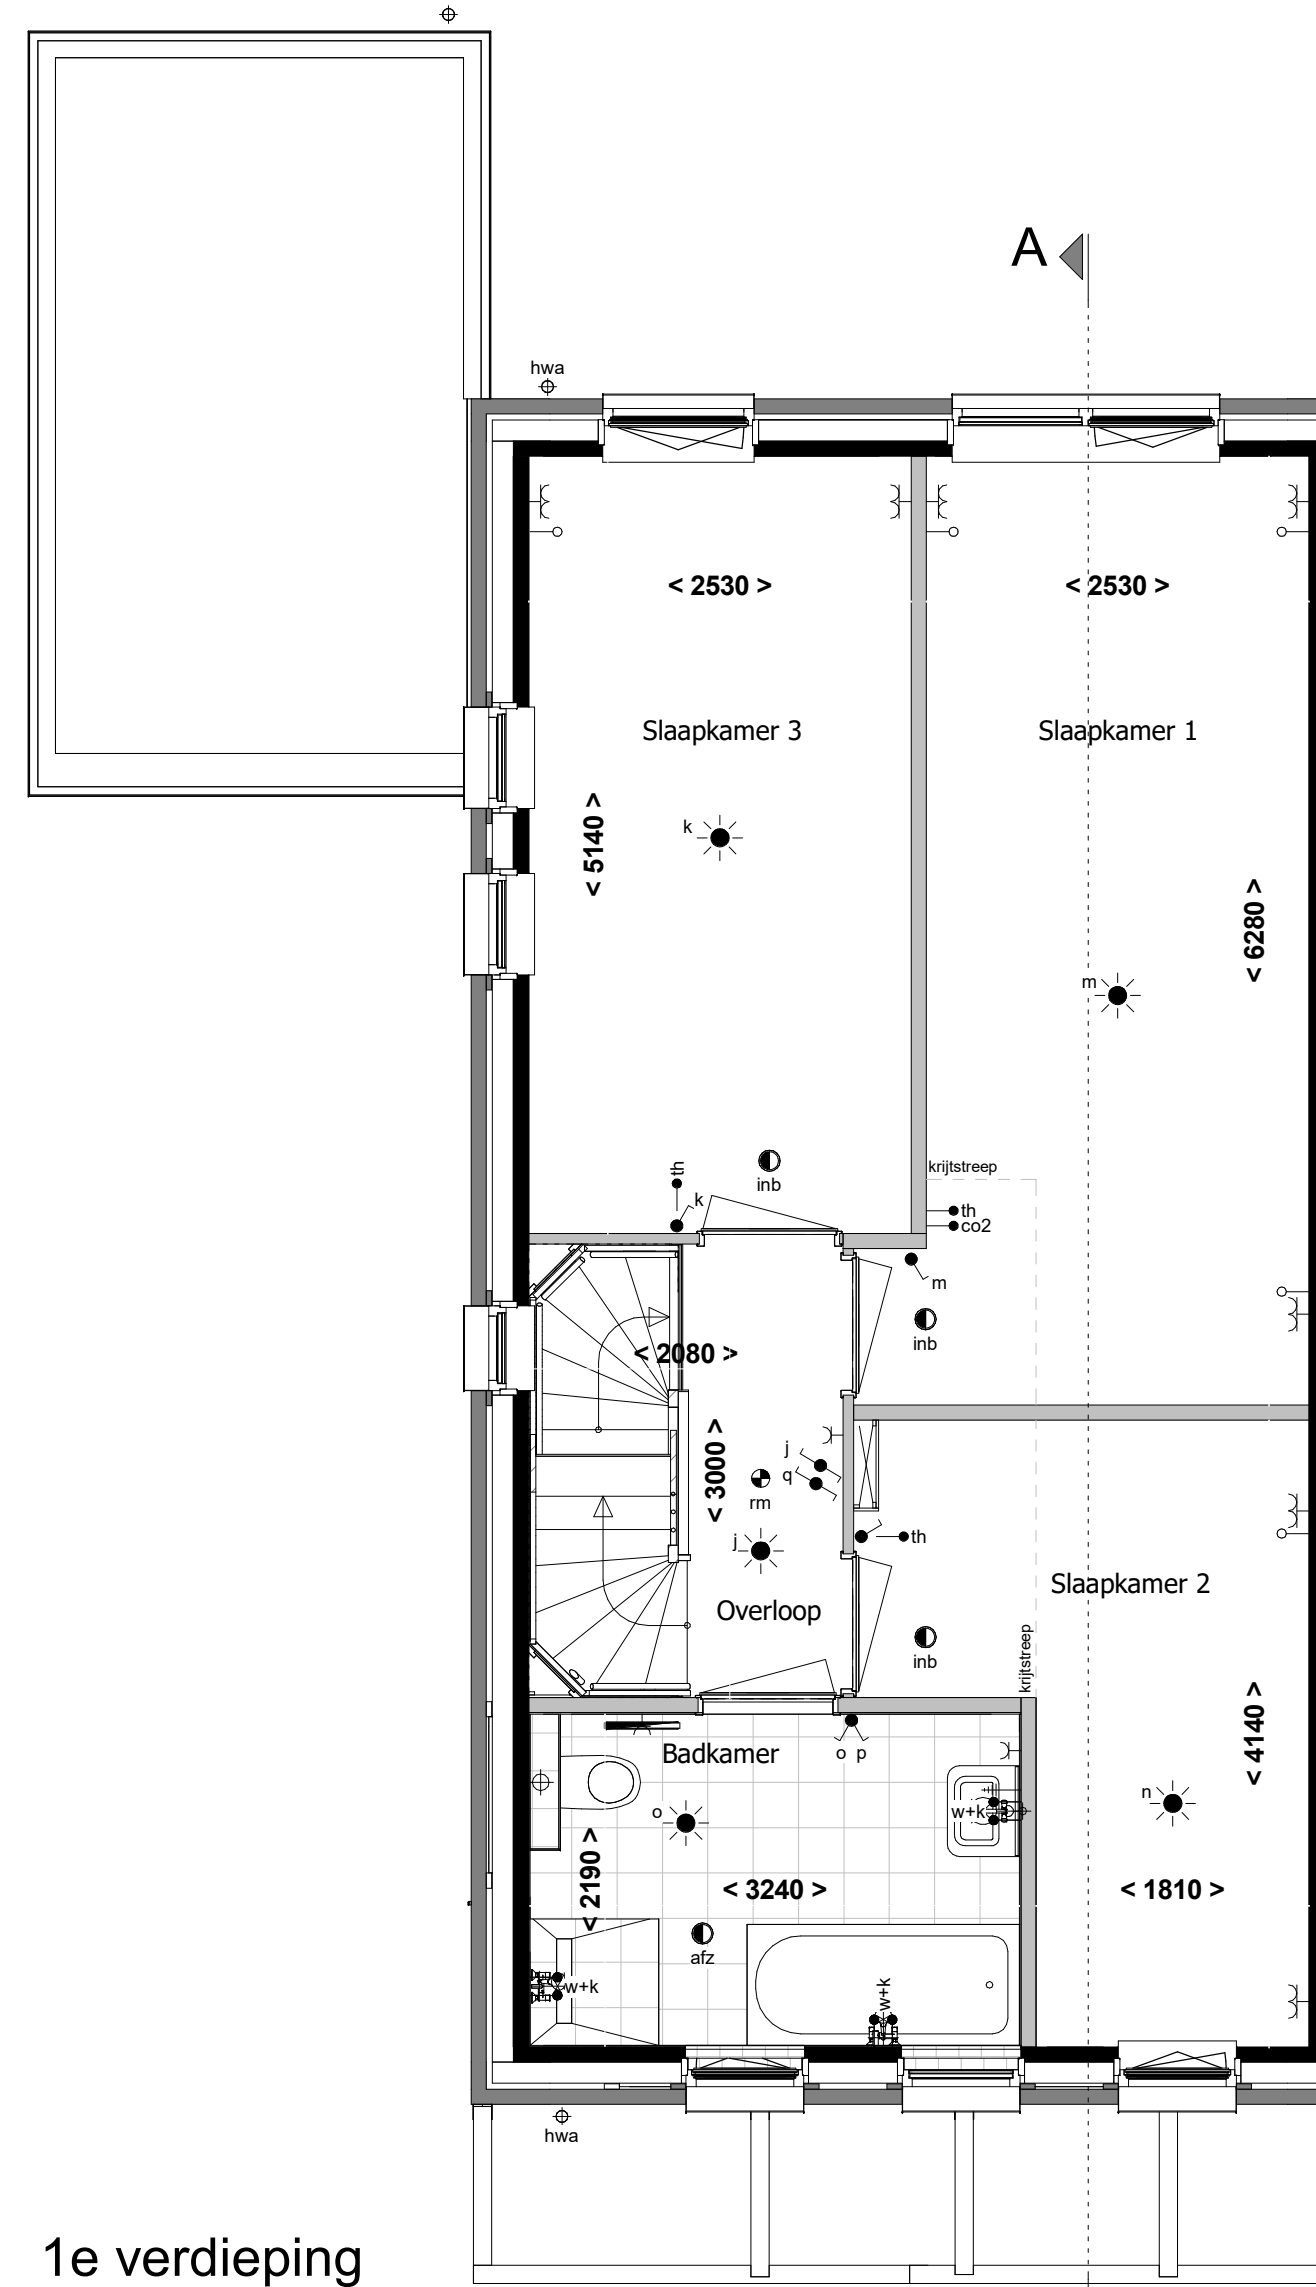 A
hwa
< 2530 >
< 2530 >
Slaapkamer 3
Slaapkamer 1
k
< 5140 >
< 6280 >
m
th
k
inb
krijtstreep
th
co2
m
inb
< 2080 >
< 3000 >
j
q
rm
j
th
Overloop
Slaapkamer 2
inb
krijtstreep
Badkamer
o p
o
w+k
n
< 4140 >
< 2190 >
< 3240 >
< 1810 >
afz
w+k
w+k
hwa
1e verdieping